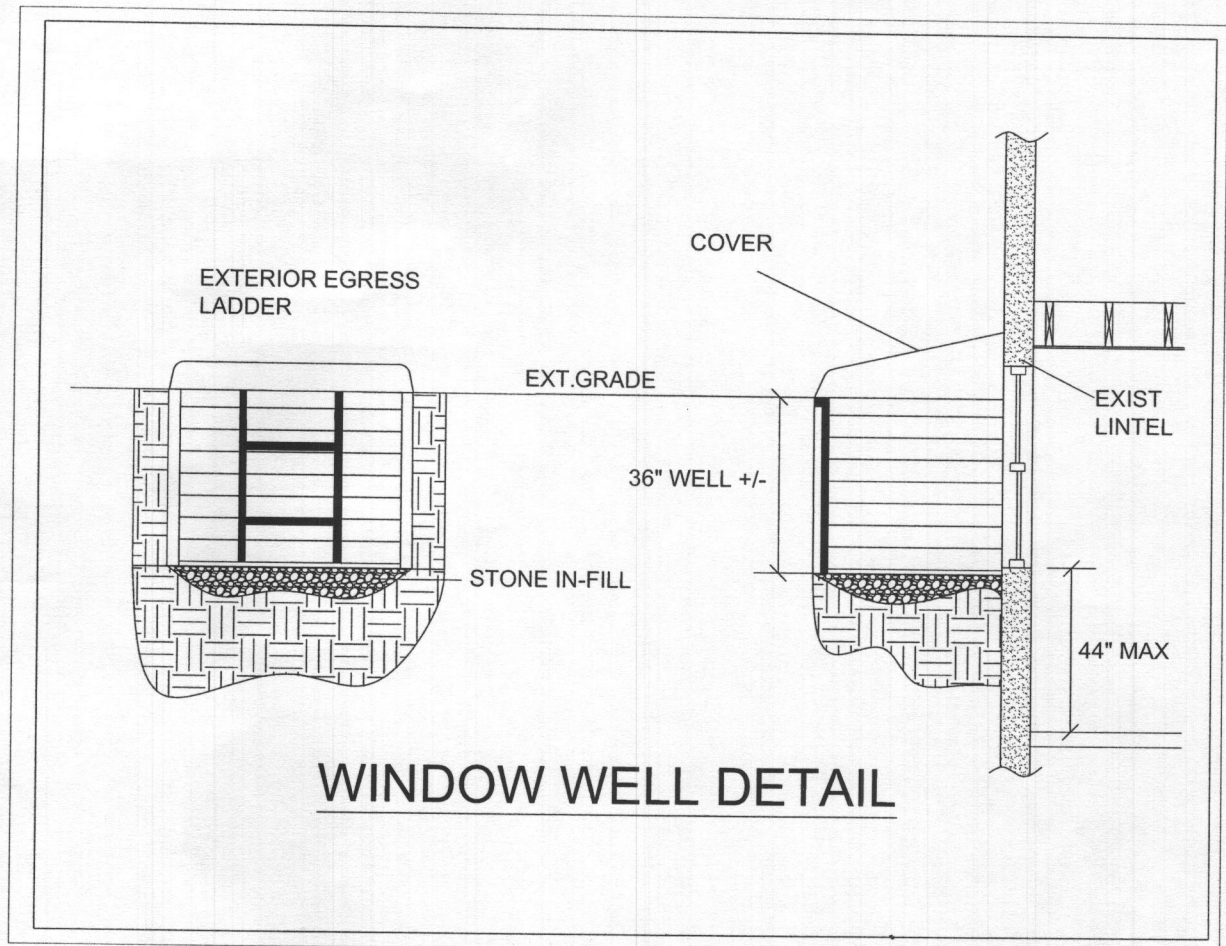 COVER
EXTERIOR EGRESS
LADDER
EXT.GRADE
EXIST
LINTEL
36" WELL +/-
STONE IN-FILL
44" MAX
WINDOW WELL DETAIL